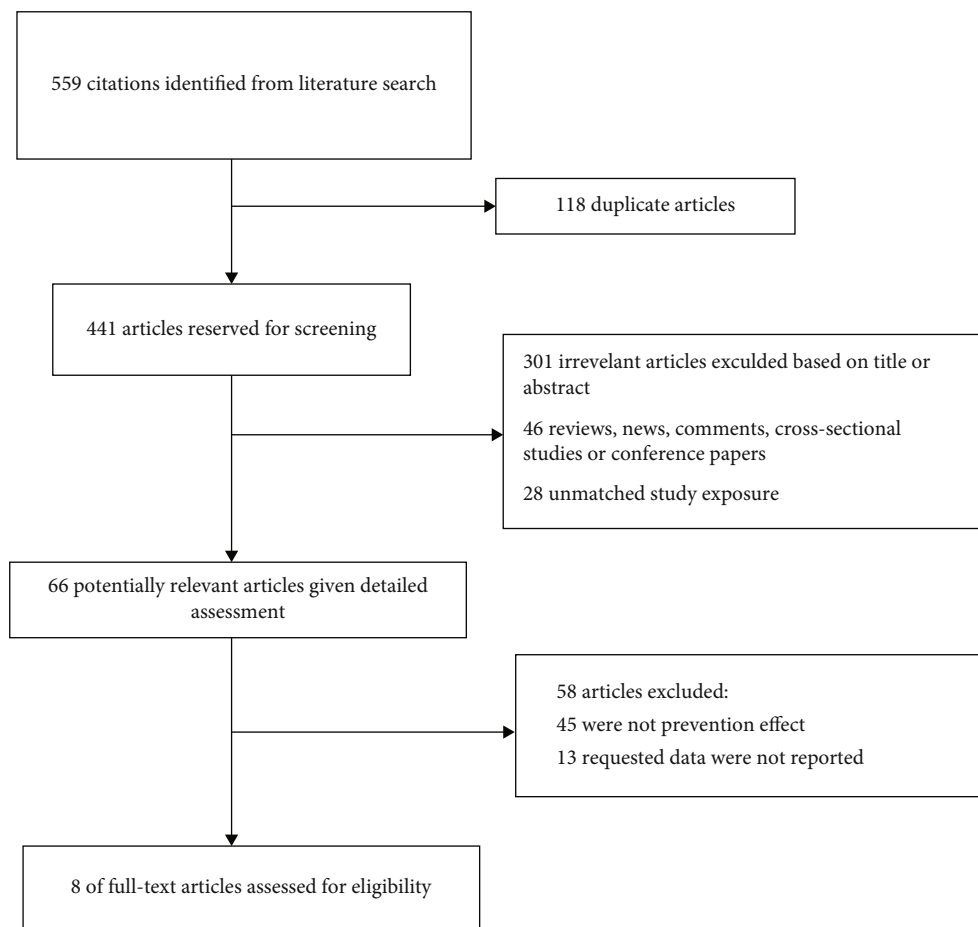 559 citations identified from literature search
118 duplicate articles
441 articles reserved for screening
301 irrevelant articles exculded based on title or
abstract
46 reviews, news, comments, cross-sectional
studies or conference papers
28 unmatched study exposure
66 potentially relevant articles given detailed
assessment
58 articles excluded:
45 were not prevention effect
13 requested data were not reported
8 of full-text articles assessed for eligibility